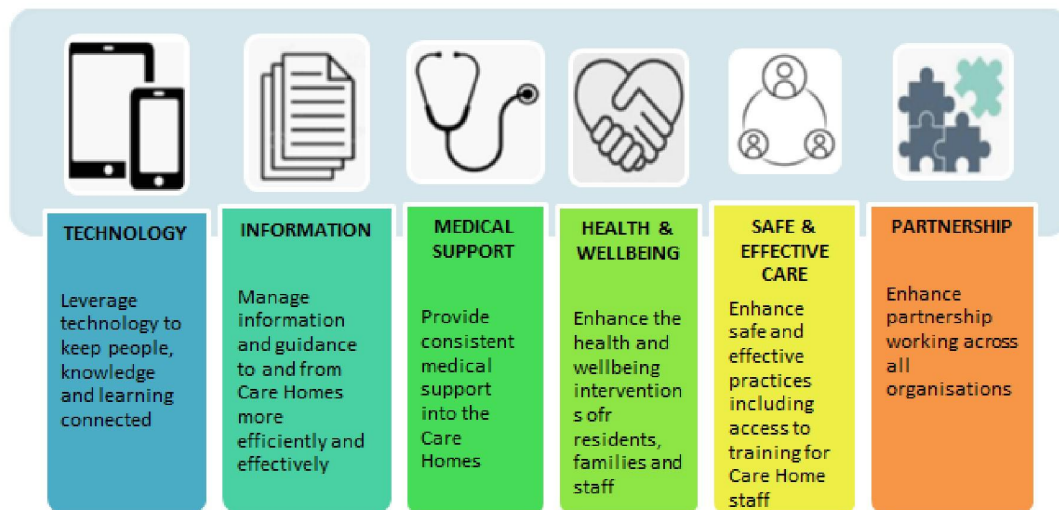 TECHNOLOGY
Leverage
technology to
keep people,
knowledge
and learning
connected
INFORMATION
Manage
information
and guidance
to and from
Care Homes
more
efficiently and
effectively
MEDICAL
SUPPORT
Provide
consistent
medical
support
into the
Care
Homes
HEALTH &
WELLBEING
Enhance the
health and
wellbeing
intervention
s ofr
residents,
families and
staff
SAFE &
EFFECTIVE
CARE
Enhance
safe and
effective
practices
including
access to
training for
Care Home
staff
PARTNERSHIP
Enhance
partnership
working across
all
organisations